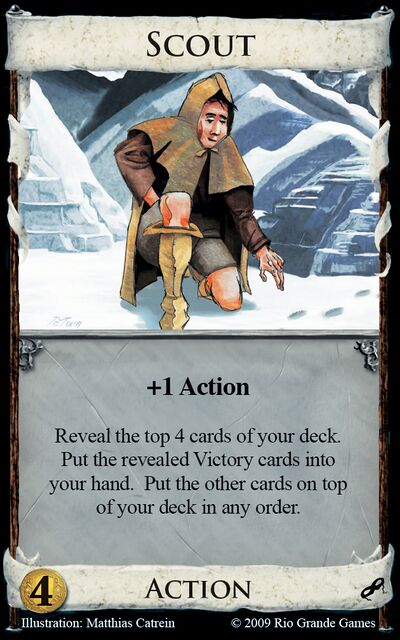 SCOUT
+1 Action
Reveal the top 4 cards of your deck.
Put the revealed Victory cards into
your hand. Put the other cards on top
of your deck in any order.
4
ACTION
Illustration: Matthias Catrein
© 2009 Rio Grande Games